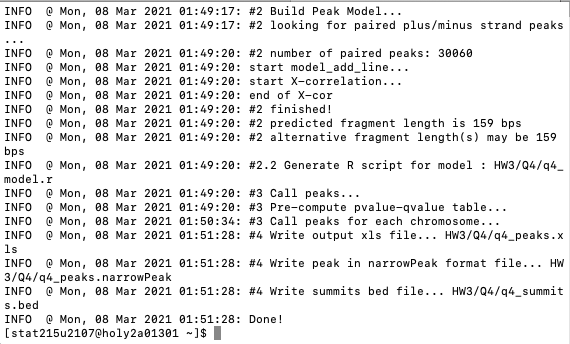 INFO  @ Mon, 08 Mar 2021 01:49:17: #2 Build Peak Model...
INFO  @ Mon, 08 Mar 2021 01:49:17: #2 looking for paired plus/minus strand peaks
...
INFO  @ Mon, 08 Mar 2021 01:49:20: #2 number of paired peaks: 30060
INFO  @ Mon, 08 Mar 2021 01:49:20: start model_add_line...
INFO  @ Mon, 08 Mar 2021 01:49:20: start X-correlation...
INFO  @ Mon, 08 Mar 2021 01:49:20: end of X-cor
INFO  @ Mon, 08 Mar 2021 01:49:20: #2 finished!
INFO  @ Mon, 08 Mar 2021 01:49:20: #2 predicted fragment length is 159 bps
INFO  @ Mon, 08 Mar 2021 01:49:20: #2 alternative fragment length(s) may be 159
bps
INFO  @ Mon, 08 Mar 2021 01:49:20: #2.2 Generate R script for model : HW3/Q4/q4_
model.r
INFO  @ Mon, 08 Mar 2021 01:49:20: #3 Call peaks...
INFO  @ Mon, 08 Mar 2021 01:49:20: #3 Pre-compute pvalue-qvalue table...
INFO  @ Mon, 08 Mar 2021 01:50:34: #3 Call peaks for each chromosome...
INFO  @ Mon, 08 Mar 2021 01:51:28: #4 Write output xls file... HW3/Q4/q4_peaks.x
ls
INFO  @ Mon, 08 Mar 2021 01:51:28: #4 Write peak in narrowPeak format file... HW
3/Q4/q4_peaks.narrowPeak
INFO  @ Mon, 08 Mar 2021 01:51:28: #4 Write summits bed file... HW3/Q4/q4_summit
s.bed
INFO  @ Mon, 08 Mar 2021 01:51:28: Done!
[stat215u2107@holy2a01301 ~]$